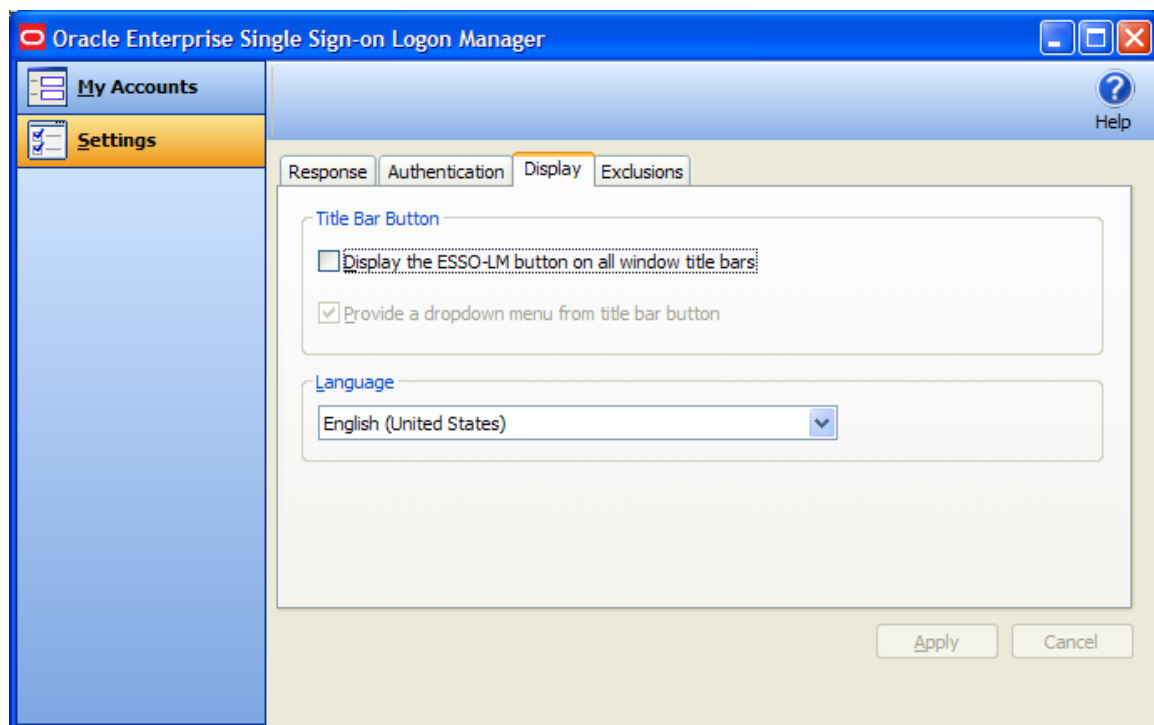 Oracle Enterprise Single Sign-on Logon Manager
My Accounts
Settings
Help
Response Authentication Display Exclusions
Title Bar Button
Display the ESSO-LM button on all window title bars
Provide a dropdown menu from title bar button
Language
English (United States)
Apply Cancel